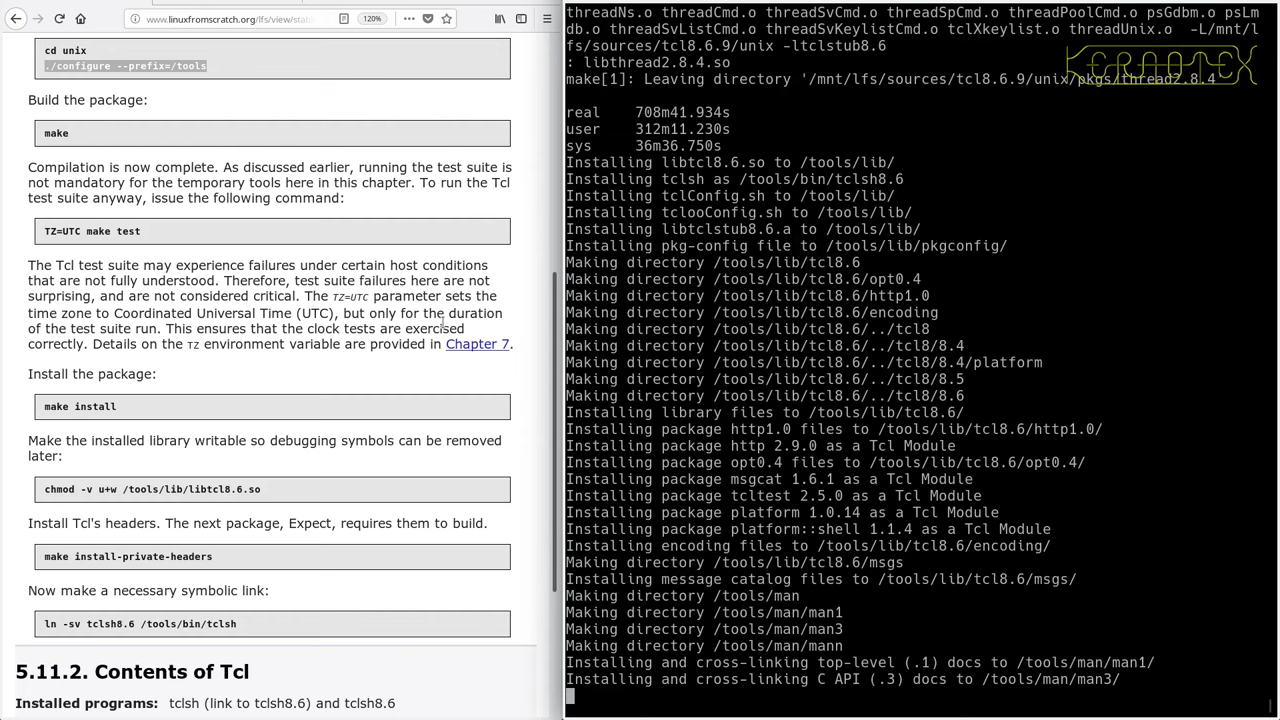 www.linuxfromscratch.org/lfs/view/stabl
120%
cd unix
./configure --prefix=/tools
Build the package:
make
Compilation is now complete. As discussed earlier, running the test suite is
not mandatory for the temporary tools here in this chapter. To run the Tcl
test suite anyway, issue the following command:
TZ=UTC make test
The Tcl test suite may experience failures under certain host conditions
that are not fully understood. Therefore, test suite failures here are not
surprising, and are not considered critical. The TZ=UTC parameter sets the
time zone to Coordinated Universal Time (UTC), but only for the duration
of the test suite run. This ensures that the clock tests are exercised
correctly. Details on the TZ environment variable are provided in Chapter 7.
Install the package:
make install
Make the installed library writable so debugging symbols can be removed
later:
chmod -v u+w /tools/lib/libtcl8.6.so
Install Tcl's headers. The next package, Expect, requires them to build.
make install-private-headers
Now make a necessary symbolic link:
ln -sv tclsh8.6 /tools/bin/tclsh
5.11.2. Contents of Tcl
Installed programs: tclsh (link to tclsh8.6) and tclsh8.6
threadNs.o threadCmd.o threadSvCmd.o threadSpCmd.o threadPoolCmd.o psGdbm.o psLm
db.o threadSvListCmd.o threadSvKeylistCmd.o tclXkeylist.o threadUnix.o  -L/mnt/l
fs/sources/tcl8.6.9/unix -ltclstub8.6
: libthread2.8.4.so
make[1]: Leaving directory '/mnt/lfs/sources/tcl8.6.9/unix/pkgs/thread2.8.4'
real    708m41.934s
user    312m11.230s
sys     36m36.750s
Installing libtcl8.6.so to /tools/lib/
Installing tclsh as /tools/bin/tclsh8.6
Installing tclConfig.sh to /tools/lib/
Installing tclooConfig.sh to /tools/lib/
Installing libtclstub8.6.a to /tools/lib/
Installing pkg-config file to /tools/lib/pkgconfig/
Making directory /tools/lib/tcl8.6
Making directory /tools/lib/tcl8.6/opt0.4
Making directory /tools/lib/tcl8.6/http1.0
Making directory /tools/lib/tcl8.6/encoding
Making directory /tools/lib/tcl8.6/../tcl8
Making directory /tools/lib/tcl8.6/../tcl8/8.4
Making directory /tools/lib/tcl8.6/../tcl8/8.4/platform
Making directory /tools/lib/tcl8.6/../tcl8/8.5
Making directory /tools/lib/tcl8.6/../tcl8/8.6
Installing library files to /tools/lib/tcl8.6/
Installing package http1.0 files to /tools/lib/tcl8.6/http1.0/
Installing package http 2.9.0 as a Tcl Module
Installing package opt0.4 files to /tools/lib/tcl8.6/opt0.4/
Installing package msgcat 1.6.1 as a Tcl Module
Installing package tcltest 2.5.0 as a Tcl Module
Installing package platform 1.0.14 as a Tcl Module
Installing package platform::shell 1.1.4 as a Tcl Module
Installing encoding files to /tools/lib/tcl8.6/encoding/
Making directory /tools/lib/tcl8.6/msgs
Installing message catalog files to /tools/lib/tcl8.6/msgs/
Making directory /tools/man
Making directory /tools/man/man1
Making directory /tools/man/man3
Making directory /tools/man/mann
Installing and cross-linking top-level (.1) docs to /tools/man/man1/
Installing and cross-linking C API (.3) docs to /tools/man/man3/